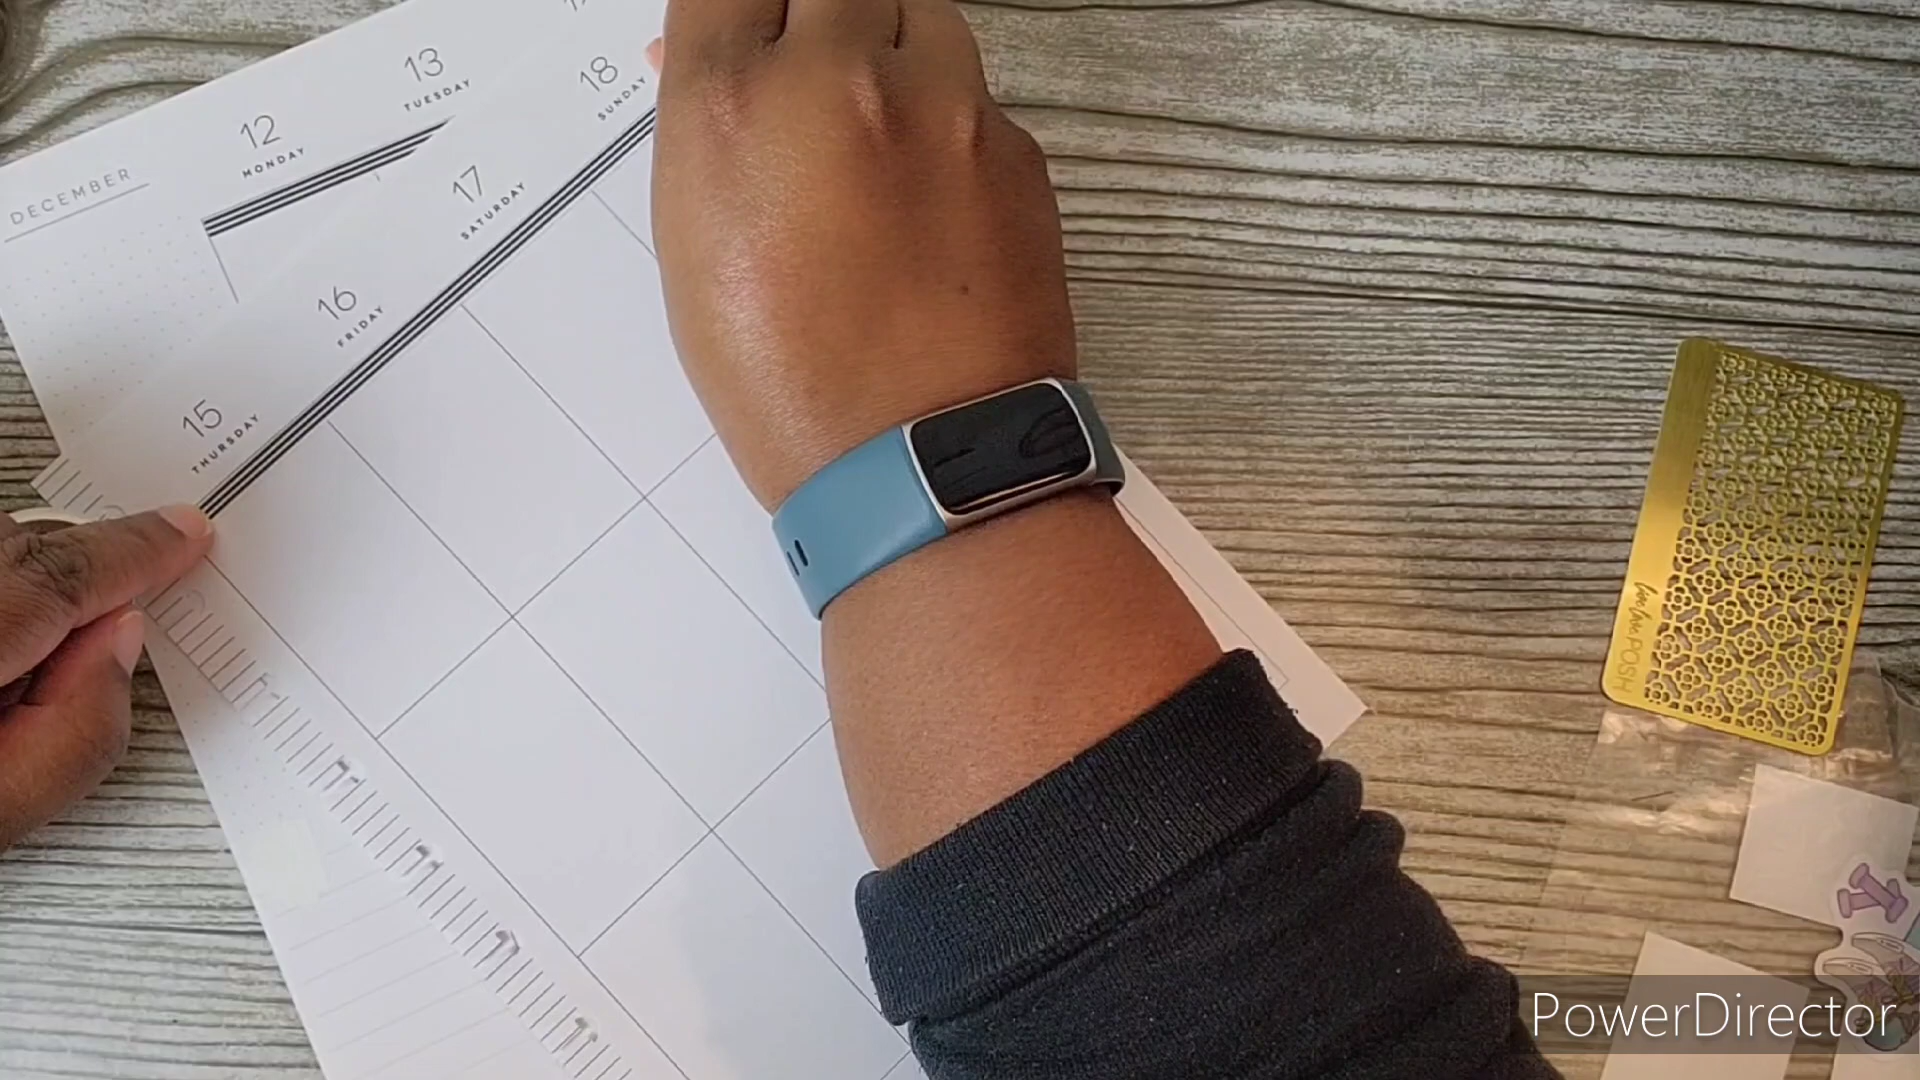 DECEMBER
12
MONDAY
13
TUESDAY
15
THURSDAY
16
FRIDAY
17
SATURDAY
18
SUNDAY
POSH
PowerDirector